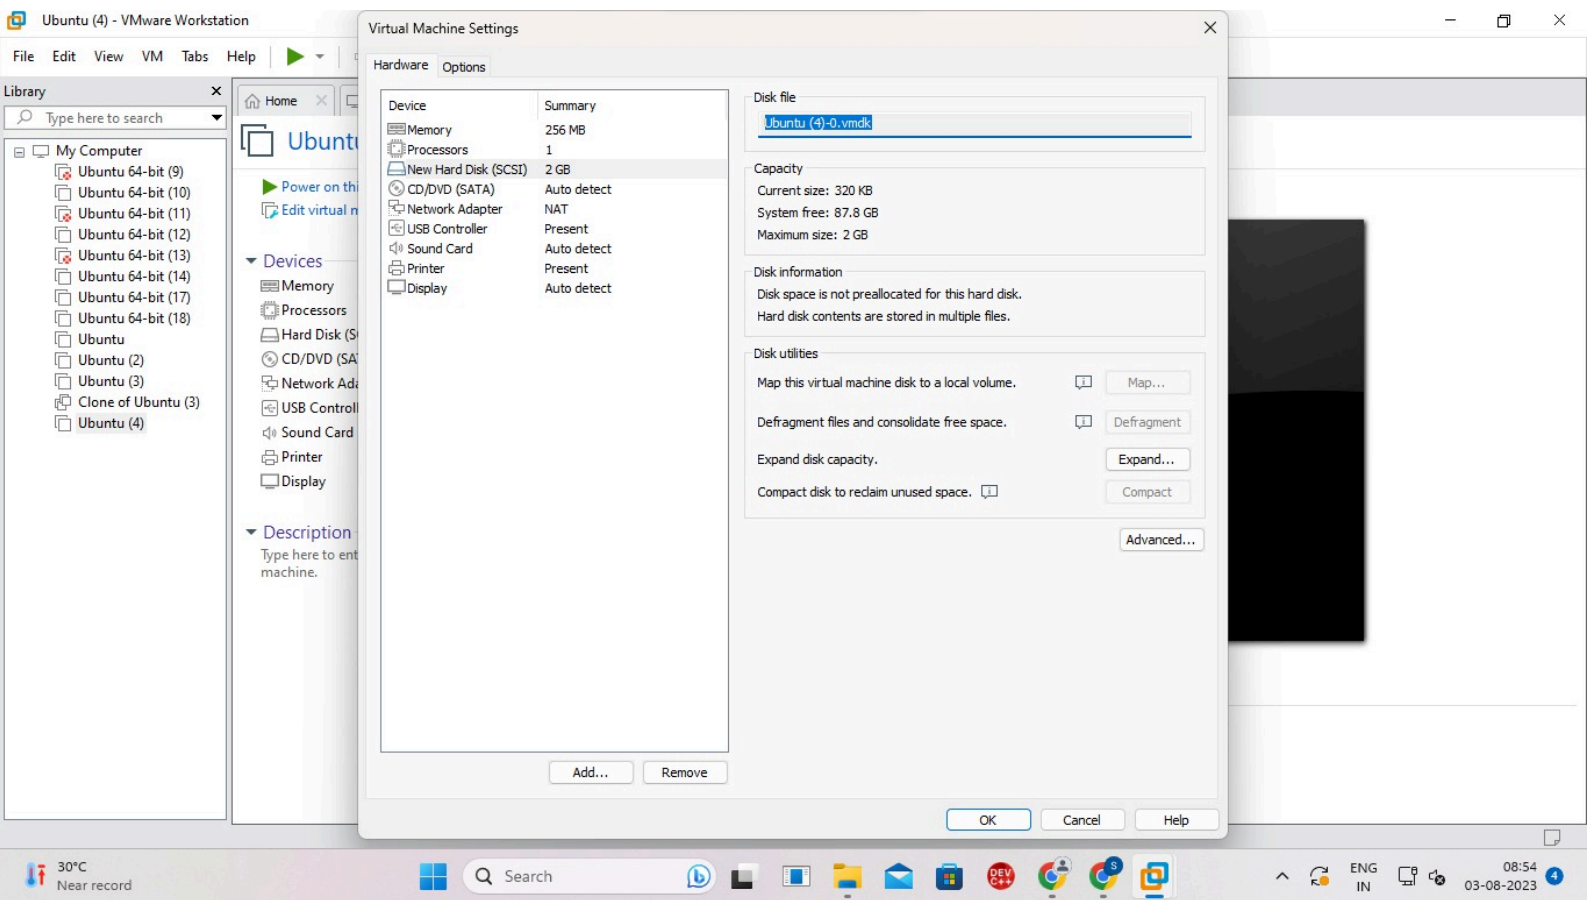 Ubuntu (4) - VMware Workstation
File Edit View VM Tabs Help
Library
Type here to search
My Computer
Ubuntu 64-bit (9)
Ubuntu 64-bit (10)
Ubuntu 64-bit (11)
Ubuntu 64-bit (12)
Ubuntu 64-bit (13)
Ubuntu 64-bit (14)
Ubuntu 64-bit (17)
Ubuntu 64-bit (18)
Ubuntu
Ubuntu (2)
Ubuntu (3)
Clone of Ubuntu (3)
Ubuntu (4)
Home
Ubunt
Power on thi
Edit virtual m
Devices
Memory
Processors
Hard Disk (S
CD/DVD (SA
Network Ada
USB Control
Sound Card
Printer
Display
Description
Type here to ent
machine.
Virtual Machine Settings
Hardware Options
Device Summary
Memory 256 MB
Processors 1
New Hard Disk (SCSI) 2 GB
CD/DVD (SATA) Auto detect
Network Adapter NAT
USB Controller Present
Sound Card Auto detect
Printer Present
Display Auto detect
Add... Remove
Disk file
Ubuntu (4)-0.vmdk
Capacity
Current size: 320 KB
System free: 87.8 GB
Maximum size: 2 GB
Disk information
Disk space is not preallocated for this hard disk.
Hard disk contents are stored in multiple files.
Disk utilities
Map this virtual machine disk to a local volume. Map...
Defragment files and consolidate free space. Defragment
Expand disk capacity. Expand...
Compact disk to reclaim unused space. Compact
Advanced...
OK Cancel Help
30°C
Near record
Search
DEV
C++
S
ENG
IN
08:54
03-08-2023
4